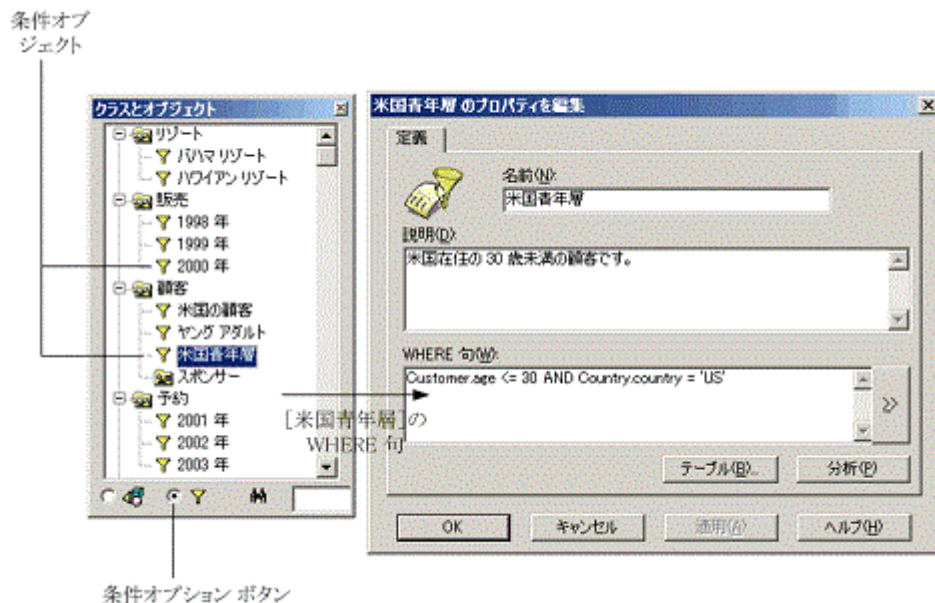 条件オブ
ジェクト
クラスとオブジェクト
リゾート
バハマ リゾート
ハワイアン リゾート
販売
1998 年
1999 年
2000 年
顧客
米国の顧客
ヤング アダルト
米国青年層
スポンサー
予約
2001 年
2002 年
2003 年
条件オプション ボタン
[米国青年層]の
WHERE 句
米国青年層 のプロパティを編集
定義
名前(N):
米国青年層
説明(D):
米国在住の 30 歳未満の顧客です。
WHERE 句(W):
Customer.age <= 30 AND Country.country = 'US'
>>
テーブル(B)...
分析(P)
OK
キャンセル
適用(A)
ヘルプ(H)